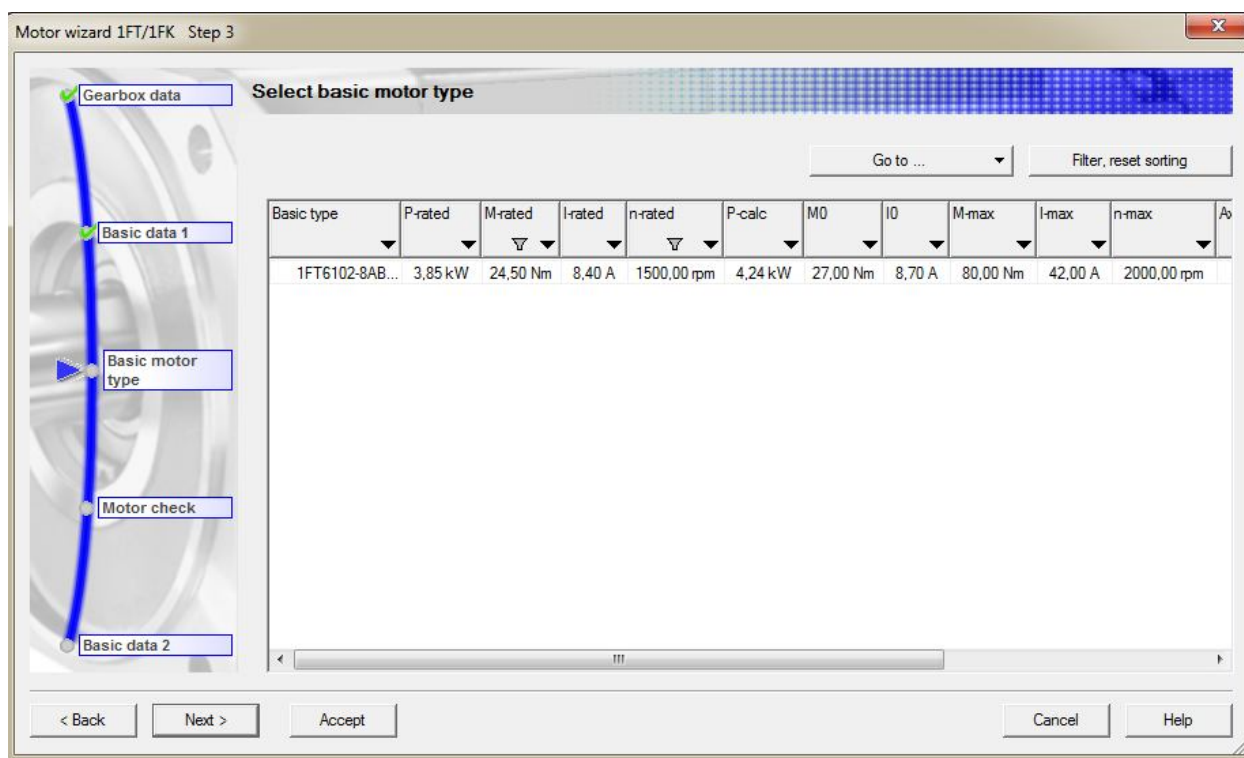 Motor wizard 1FT/1FK Step 3
Gearbox data
Basic data 1
Basic motor
type
Motor check
Basic data 2
Select basic motor type
Go to ...
Filter, reset sorting
Basic type P-rated M-rated I-rated n-rated P-calc M0 I0 M-max I-max n-max
1FT6102-8AB... 3,85 kW 24,50 Nm 8,40 A 1500,00 rpm 4,24 kW 27,00 Nm 8,70 A 80,00 Nm 42,00 A 2000,00 rpm
< Back Next > Accept Cancel Help